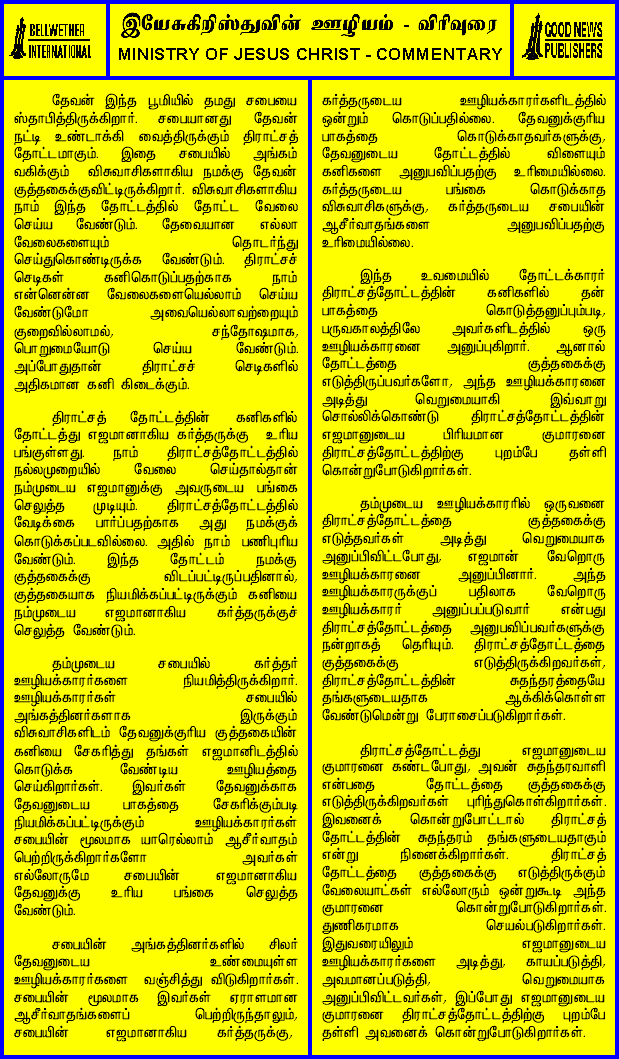 BELLWETHER
INTERNATIONAL
இயேசுகிறிஸ்துவின் ஊழியம் - விரிவுரை
MINISTRY OF JESUS CHRIST - COMMENTARY
GOOD NEWS
PUBLISHERS
தேவன் இந்த பூமியில் தமது சபையை
ஸ்தாபித்திருக்கிறார். சபையானது தேவன்
நட்டி உண்டாக்கி வைத்திருக்கும் திராட்சத்
தோட்டமாகும். இதை சபையில் அங்கம்
வகிக்கும் விசுவாசிகளாகிய நமக்கு தேவன்
குத்தகைக்குவிட்டிருக்கிறார். விசுவாசிகளாகிய
நாம் இந்த தோட்டத்தில் தோட்ட வேலை
செய்ய வேண்டும். தேவையான எல்லா
வேலைகளையும் தொடர்ந்து
செய்துகொண்டிருக்க வேண்டும். திராட்சச்
செடிகள் கனிகொடுப்பதற்காக நாம்
என்னென்ன வேலைகளையெல்லாம் செய்ய
வேண்டுமோ அவையெல்லாவற்றையும்
குறைவில்லாமல், சந்தோஷமாக,
பொறுமையோடு செய்ய வேண்டும்.
அப்போதுதான் திராட்சச் செடிகளில்
அதிகமான கனி கிடைக்கும்.
திராட்சத் தோட்டத்தின் கனிகளில்
தோட்டத்து எஜமானாகிய கர்த்தருக்கு உரிய
பங்குள்ளது. நாம் திராட்சத்தோட்டத்தில்
நல்லமுறையில் வேலை செய்தால்தான்
நம்முடைய எஜமானுக்கு அவருடைய பங்கை
செலுத்த முடியும். திராட்சத்தோட்டத்தில்
வேடிக்கை பார்ப்பதற்காக அது நமக்குக்
கொடுக்கப்படவில்லை. அதில் நாம் பணிபுரிய
வேண்டும். இந்த தோட்டம் நமக்கு
குத்தகைக்கு விடப்பட்டிருப்பதினால்,
குத்தகையாக நியமிக்கப்பட்டிருக்கும் கனியை
நம்முடைய எஜமானாகிய கர்த்தருக்குச்
செலுத்த வேண்டும்.
தம்முடைய சபையில் கர்த்தர்
ஊழியக்காரர்களை நியமித்திருக்கிறார்.
ஊழியக்காரர்கள் சபையில்
அங்கத்தினர்களாக இருக்கும்
விசுவாசிகளிடம் தேவனுக்குரிய குத்தகையின்
கனியை சேகரித்து தங்கள் எஜமானிடத்தில்
கொடுக்க வேண்டிய ஊழியத்தை
செய்கிறார்கள். இவர்கள் தேவனுக்காக
தேவனுடைய பாகத்தை சேகரிக்கும்படி
நியமிக்கப்பட்டிருக்கும் ஊழியக்காரர்கள்
சபையின் மூலமாக யாரெல்லாம் ஆசீர்வாதம்
பெற்றிருக்கிறார்களோ அவர்கள்
எல்லோருமே சபையின் எஜமானாகிய
தேவனுக்கு உரிய பங்கை செலுத்த
வேண்டும்.
சபையின் அங்கத்தினர்களில் சிலர்
தேவனுடைய உண்மையுள்ள
ஊழியக்காரர்களை வஞ்சித்து விடுகிறார்கள்.
சபையின் மூலமாக இவர்கள் ஏராளமான
ஆசீர்வாதங்களைப் பெற்றிருந்தாலும்,
சபையின் எஜமானாகிய கர்த்தருக்கு,
கர்த்தருடைய ஊழியக்காரர்களிடத்தில்
ஒன்றும் கொடுப்பதில்லை. தேவனுக்குரிய
பாகத்தை கொடுக்காதவர்களுக்கு,
தேவனுடைய தோட்டத்தில் விளையும்
கனிகளை அனுபவிப்பதற்கு உரிமையில்லை.
கர்த்தருடைய பங்கை கொடுக்காத
விசுவாசிகளுக்கு, கர்த்தருடைய சபையின்
ஆசீர்வாதங்களை அனுபவிப்பதற்கு
உரிமையில்லை.
இந்த உவமையில் தோட்டக்காரர்
திராட்சத்தோட்டத்தின் கனிகளில் தன்
பாகத்தை கொடுத்தனுப்பும்படி,
பருவகாலத்திலே அவர்களிடத்தில் ஒரு
ஊழியக்காரனை அனுப்புகிறார். ஆனால்
தோட்டத்தை குத்தகைக்கு
எடுத்திருப்பவர்களோ, அந்த ஊழியக்காரனை
அடித்து வெறுமையாகி இவ்வாறு
சொல்லிக்கொண்டு திராட்சத்தோட்டத்தின்
எஜமானுடைய பிரியமான குமாரனை
திராட்சத்தோட்டத்திற்கு புறம்பே தள்ளி
கொன்றுபோடுகிறார்கள்.
தம்முடைய ஊழியக்காரரில் ஒருவனை
திராட்சத்தோட்டத்தை குத்தகைக்கு
எடுத்தவர்கள் அடித்து வெறுமையாக
அனுப்பிவிட்டபோது, எஜமான் வேறொரு
ஊழியக்காரனை அனுப்பினார். அந்த
ஊழியக்காரருக்குப் பதிலாக வேறொரு
ஊழியக்காரர் அனுப்பப்படுவார் என்பது
திராட்சத்தோட்டத்தை அனுபவிப்பவர்களுக்கு
நன்றாகத் தெரியும். திராட்சத்தோட்டதை
குத்தகைக்கு எடுத்திருக்கிறவர்கள்,
திராட்சத்தோட்டத்தின் சுதந்தரத்தையே
தங்களுடையதாக ஆக்கிக்கொள்ள
வேண்டுமென்று பேராசைப்படுகிறார்கள்.
திராட்சத்தோட்டத்து எஜமானுடைய
குமாரனை கண்டபோது, அவன் சுதந்தரவாளி
என்பதை தோட்டத்தை குத்தகைக்கு
எடுத்திருக்கிறவர்கள் புரிந்துகொள்கிறார்கள்.
இவனைக் கொன்றுபோட்டால் திராட்சத்
தோட்டத்தின் சுதந்தரம் தங்களுடையதாகும்
என்று நினைக்கிறார்கள். திராட்சத்
தோட்டத்தை குத்தகைக்கு எடுத்திருக்கும்
வேலையாட்கள் எல்லோரும் ஒன்றுகூடி அந்த
குமாரனை கொன்றுபோடுகிறார்கள்.
துணிகரமாக செயல்படுகிறார்கள்.
இதுவரையிலும் எஜமானுடைய
ஊழியக்காரர்களை அடித்து, காயப்படுத்தி,
அவமானப்படுத்தி, வெறுமையாக
அனுப்பிவிட்டவர்கள், இப்போது எஜமானுடைய
குமாரனை திராட்சத்தோட்டத்திற்கு புறம்பே
தள்ளி அவனைக் கொன்றுபோடுகிறார்கள்.